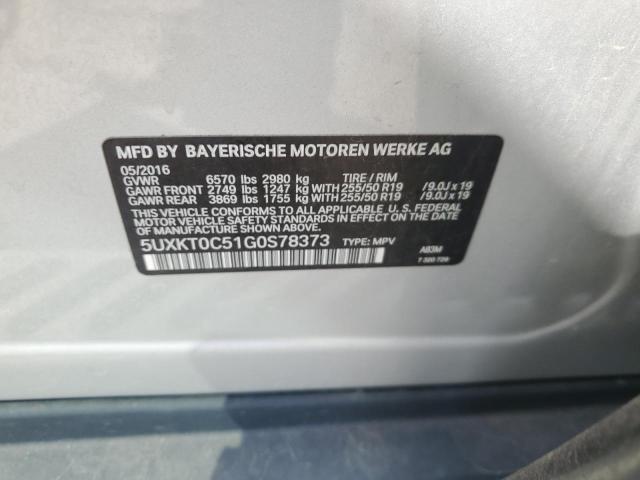 MFD BY BAYERISCHE MOTOREN WERKE AG
05/2016
GVWR 6570 lbs 2980 kg TIRE / RIM
GAWR FRONT 2749 lbs 1247 kg WITH 255/50 R19 /9.0J x 19
GAWR REAR 3869 lbs 1755 kg WITH 255/50 R19 /9.0J x 19
THIS VEHICLE CONFORMS TO ALL APPLICABLE FEDERAL
MOTOR VEHICLE SAFETY STANDARDS IN EFFECT ON THE
DATE OF MANUFACTURE SHOWN ABOVE.
5UXKT0C51G0S78373 TYPE: MPV A83M
7 320 729